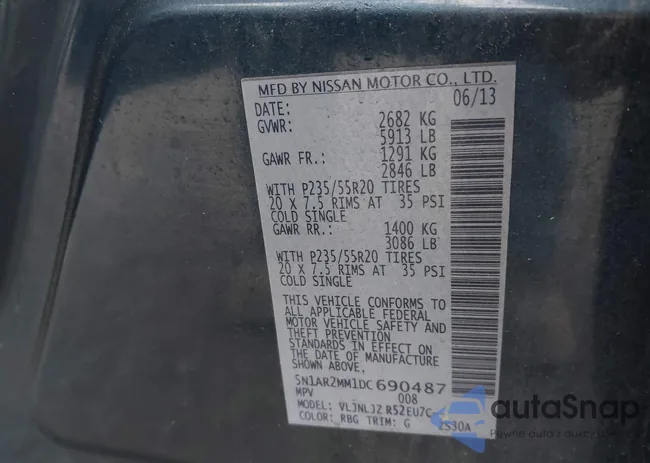 MFD BY NISSAN MOTOR CO., LTD.
DATE: 06/13
GVWR: 2682 KG
5913 LB
GAWR FR.: 1291 KG
2846 LB
WITH P235/55R20 TIRES
20 X 7.5 RIMS AT 35 PSI
COLD SINGLE
GAWR RR.: 1400 KG
3086 LB
WITH P235/55R20 TIRES
20 X 7.5 RIMS AT 35 PSI
COLD SINGLE
THIS VEHICLE CONFORMS TO
ALL APPLICABLE FEDERAL
MOTOR VEHICLE SAFETY AND
THEFT PREVENTION
STANDARDS IN EFFECT ON
THE DATE OF MANUFACTURE
SHOWN ABOVE.
5N1AR2MM1DC690487
008
MODEL: VLJNLJZ R52EU7C-
COLOR: RBG TRIM: G ZS30A
autoSnap
Pewne auto z aukcji